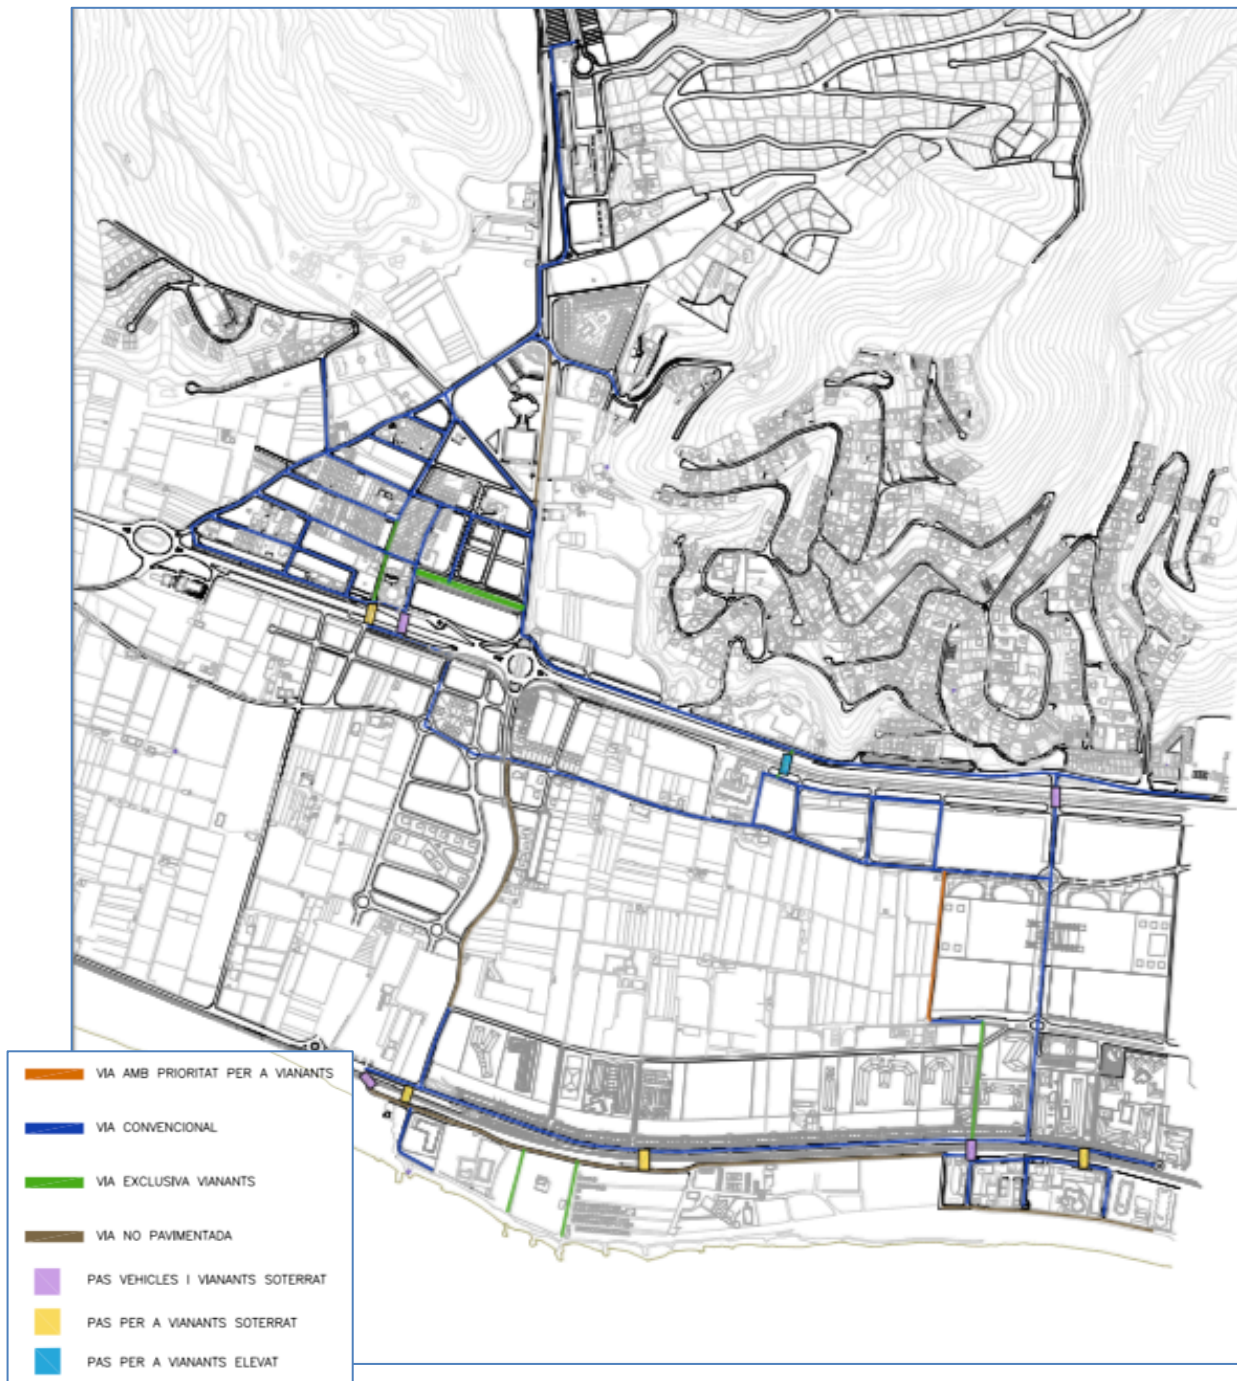 VIA AMB PRIORITAT PER A VIANANTS
VIA CONVENCIONAL
VIA EXCLUSIVA VIANANTS
VIA NO PAVIMENTADA
PAS VEHICLES I VIANANTS SOTERRAT
PAS PER A VIANANTS SOTERRAT
PAS PER A VIANANTS ELEVAT